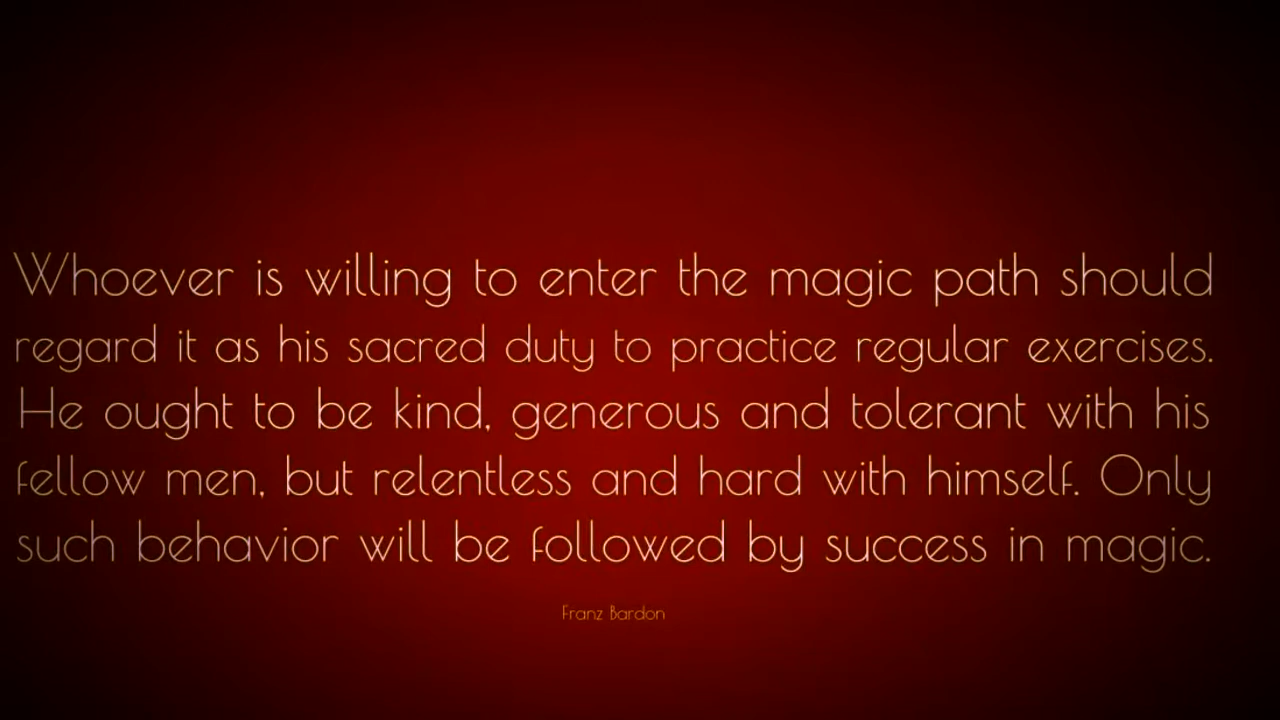 Whoever is willing to enter the magic path should
regard it as his sacred duty to practice regular exercises.
He ought to be kind, generous and tolerant with his
fellow men, but relentless and hard with himself. Only
such behavior will be followed by success in magic.
Franz Bardon